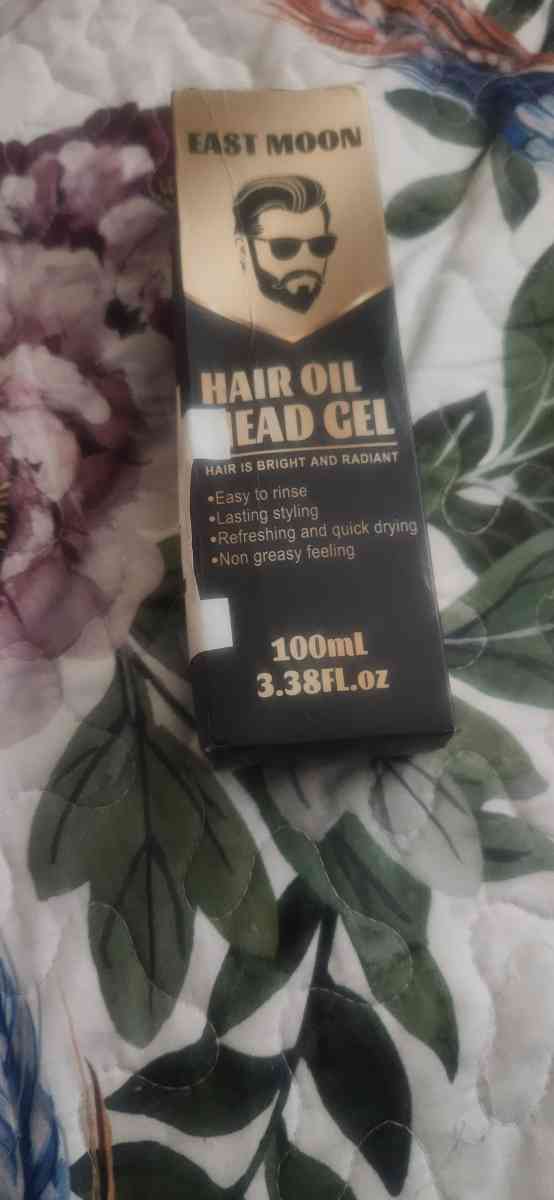 EAST MOON
HAIR OIL
HEAD GEL
HAIR IS BRIGHT AND RADIANT
•Easy to rinse
•Lasting styling
•Refreshing and quick drying
•Non greasy feeling
100mL
3.38FL.oz